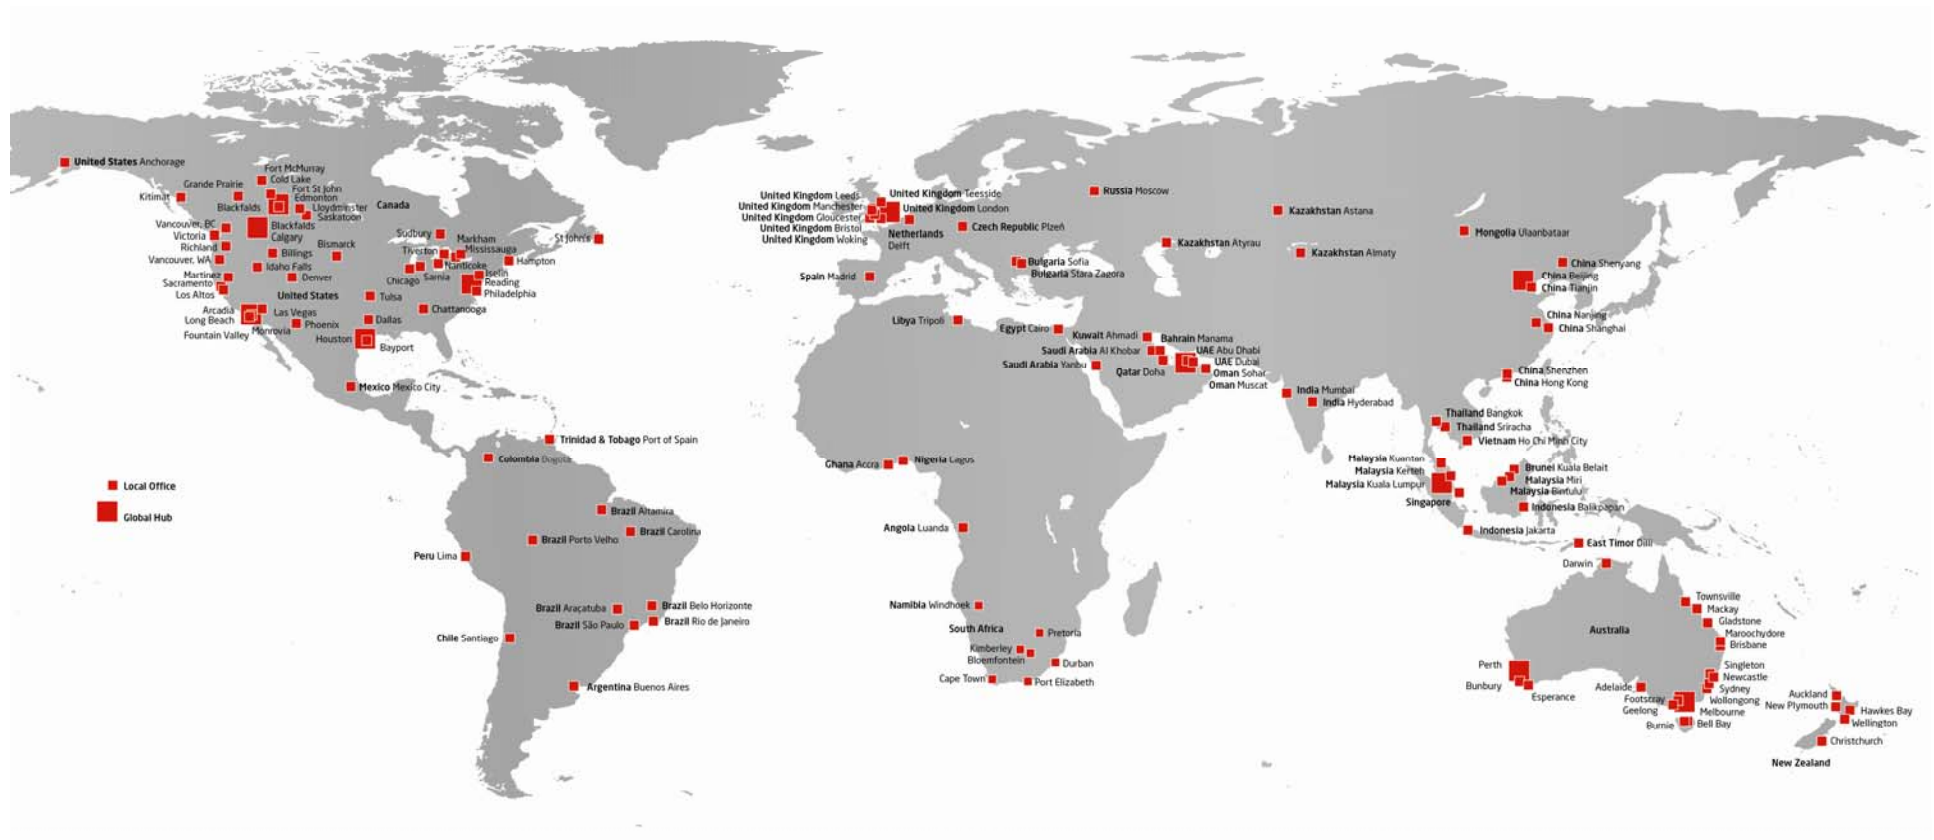 United States Anchorage
Fort McMurray
Cold Lake
Grande Prairie
Fort St John
Kitimat
Edmonton
Blackfalds
Lloydminster
Canada
Saskatoon
Vancouver, BC
Blackfalds
Victoria
Calgary
Sudbury
Markham
St John's
Richland
Bismarck
Mississauga
Tiverton
Vancouver, WA
Billings
Hampton
Nanticoke
Idaho Falls
Iselin
Martinez
Denver
Chicago
Sarnia
Sacramento
Reading
Los Altos
United States
Tulsa
Philadelphia
Arcadia
Las Vegas
Chattanooga
Long Beach
Phoenix
Dallas
Fountain Valley
Monrovia
Houston
Bayport
Mexico Mexico City
Trinidad & Tobago Port of Spain
Colombia Bogota
Local Office
Global Hub
Brazil Altamira
Brazil Carolina
Brazil Porto Velho
Peru Lima
Brazil Araçatuba
Brazil Belo Horizonte
Brazil São Paulo
Brazil Rio de Janeiro
Chile Santiago
Argentina Buenos Aires
United Kingdom Leeds
United Kingdom Teesside
United Kingdom Manchester
United Kingdom London
United Kingdom Gloucester
United Kingdom Bristol
United Kingdom Woking
Netherlands
Delft
Czech Republic Plzeň
Russia Moscow
Kazakhstan Astana
Kazakhstan Atyrau
Kazakhstan Almaty
Mongolia Ulaanbataar
Spain Madrid
Bulgaria Sofia
Bulgaria Stara Zagora
China Shenyang
China Beijing
China Tianjin
China Nanjing
China Shanghai
Libya Tripoli
Egypt Cairo
Kuwait Ahmadi
Bahrain Manama
Saudi Arabia Al Khobar
UAE Abu Dhabi
Saudi Arabia Yanbu
UAE Dubai
Qatar Doha
Oman Sohar
Oman Muscat
China Shenzhen
China Hong Kong
India Mumbai
India Hyderabad
Thailand Bangkok
Thailand Sriracha
Vietnam Ho Chi Minh City
Ghana Accra
Nigeria Lagos
Malaysia Kuantan
Malaysia Kerteh
Malaysia Kuala Lumpur
Singapore
Brunei Kuala Belait
Malaysia Miri
Malaysia Bintulu
Indonesia Balikpapan
Indonesia Jakarta
East Timor Dili
Angola Luanda
Namibia Windhoek
South Africa
Pretoria
Kimberley
Bloemfontein
Durban
Cape Town
Port Elizabeth
Darwin
Townsville
Mackay
Gladstone
Australia
Maroochydore
Brisbane
Perth
Singleton
Newcastle
Bunbury
Esperance
Adelaide
Sydney
Footscray
Wollongong
Geelong
Melbourne
Burnie
Bell Bay
Auckland
New Plymouth
Hawkes Bay
Wellington
Christchurch
New Zealand